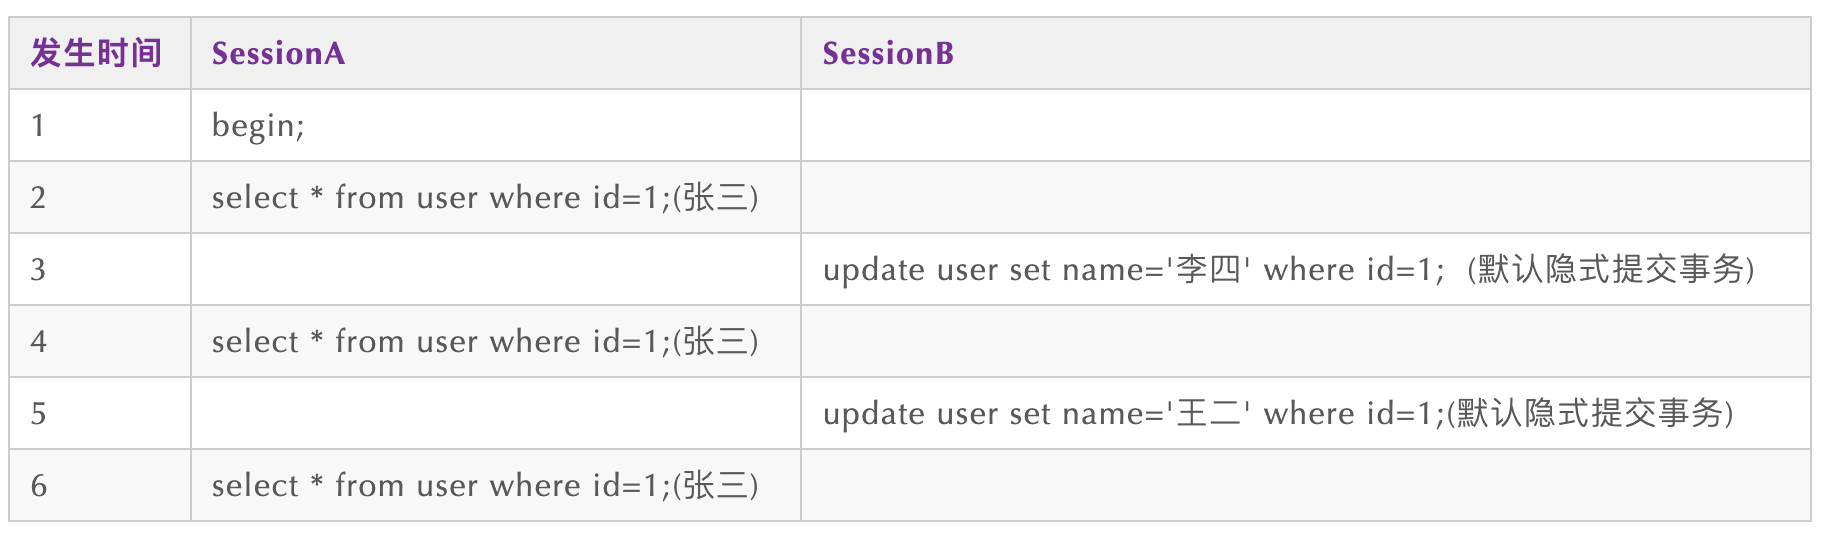 发生时间 SessionA SessionB
1 begin;
2 select * from user where id=1;(张三)
3 update user set name='李四' where id=1;  (默认隐式提交事务)
4 select * from user where id=1;(张三)
5 update user set name='王二' where id=1;(默认隐式提交事务)
6 select * from user where id=1;(张三)